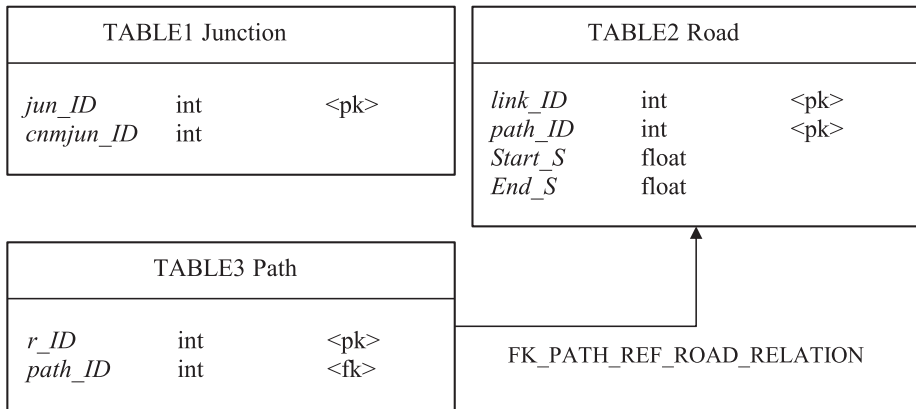 TABLE1 Junction
jun_ID int <pk>
cnmjun_ID int
TABLE2 Road
link_ID int <pk>
path_ID int <pk>
Start_S float
End_S float
TABLE3 Path
r_ID int <pk>
path_ID int <fk>
FK_PATH_REF_ROAD_RELATION